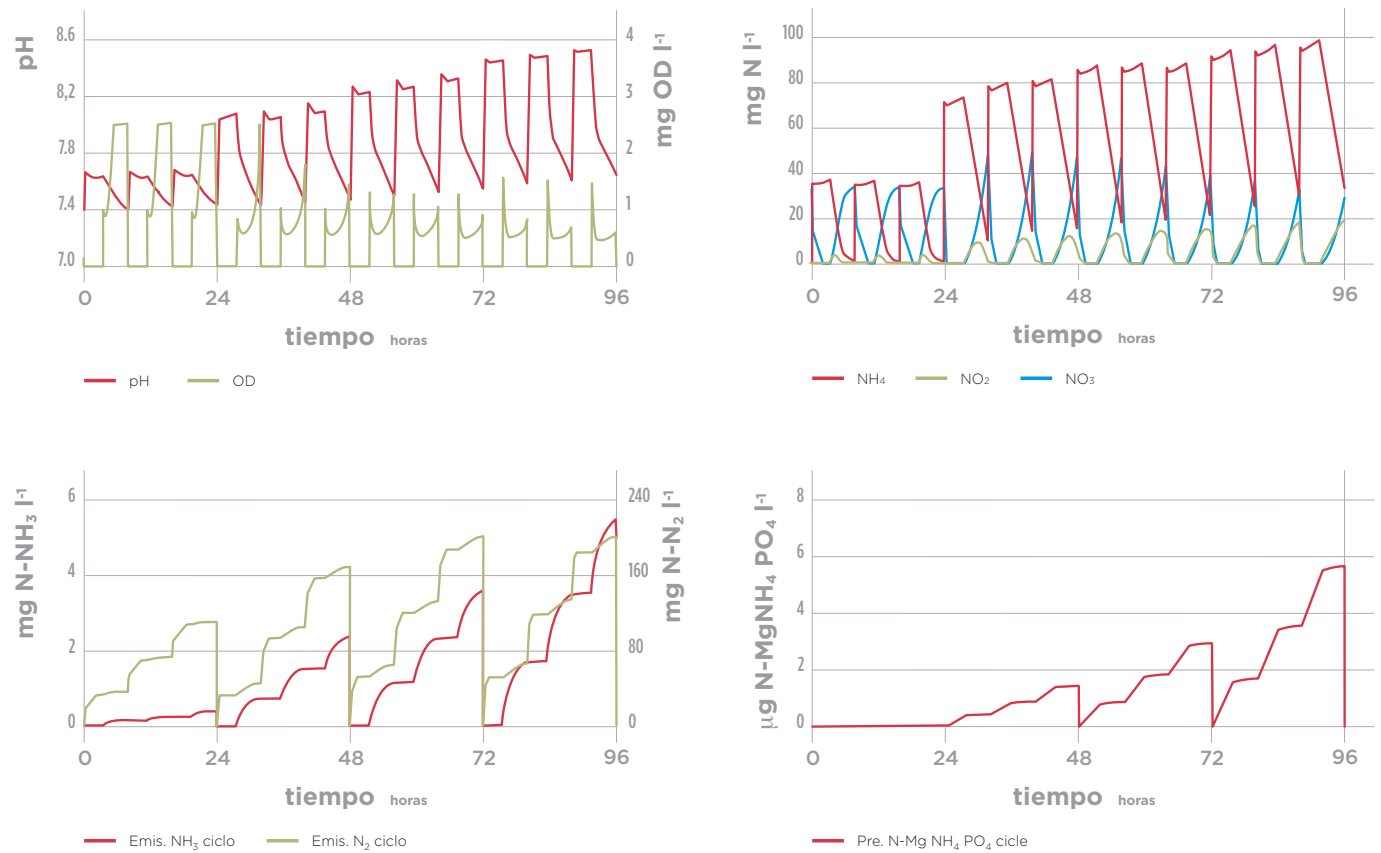 pH
8.6
8,2
7.8
7.4
7.0
4
3
2
1
0
mg OD l-1
0
24
48
72
96
tiempo horas
pH
OD
mg N l-1
100
80
60
40
20
0
0
24
48
72
96
tiempo horas
NH4
NO2
NO3
mg N-NH3 l-1
6
4
2
0
240
160
80
0
mg N-N2 l-1
0
24
48
72
96
tiempo horas
Emis. NH3 ciclo
Emis. N2 ciclo
µg N-MgNH4 PO4 l-1
8
6
4
2
0
0
24
48
72
96
tiempo horas
Pre. N-Mg NH4 PO4 cicle